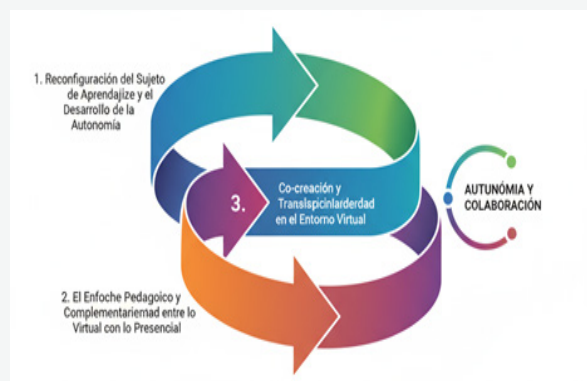 1. Reconfiguración del Sujeto
de Aprendajize y el
Desarrollo de la
Autonomía
3.
Co-creación y
Translspicinlarderdad
en el Entorno Virtual
AUTUNÓMIA Y
COLABORACIÓN
2. El Enfoche Pedagoico y
Complementariemad entre lo
Virtual con lo Presencial